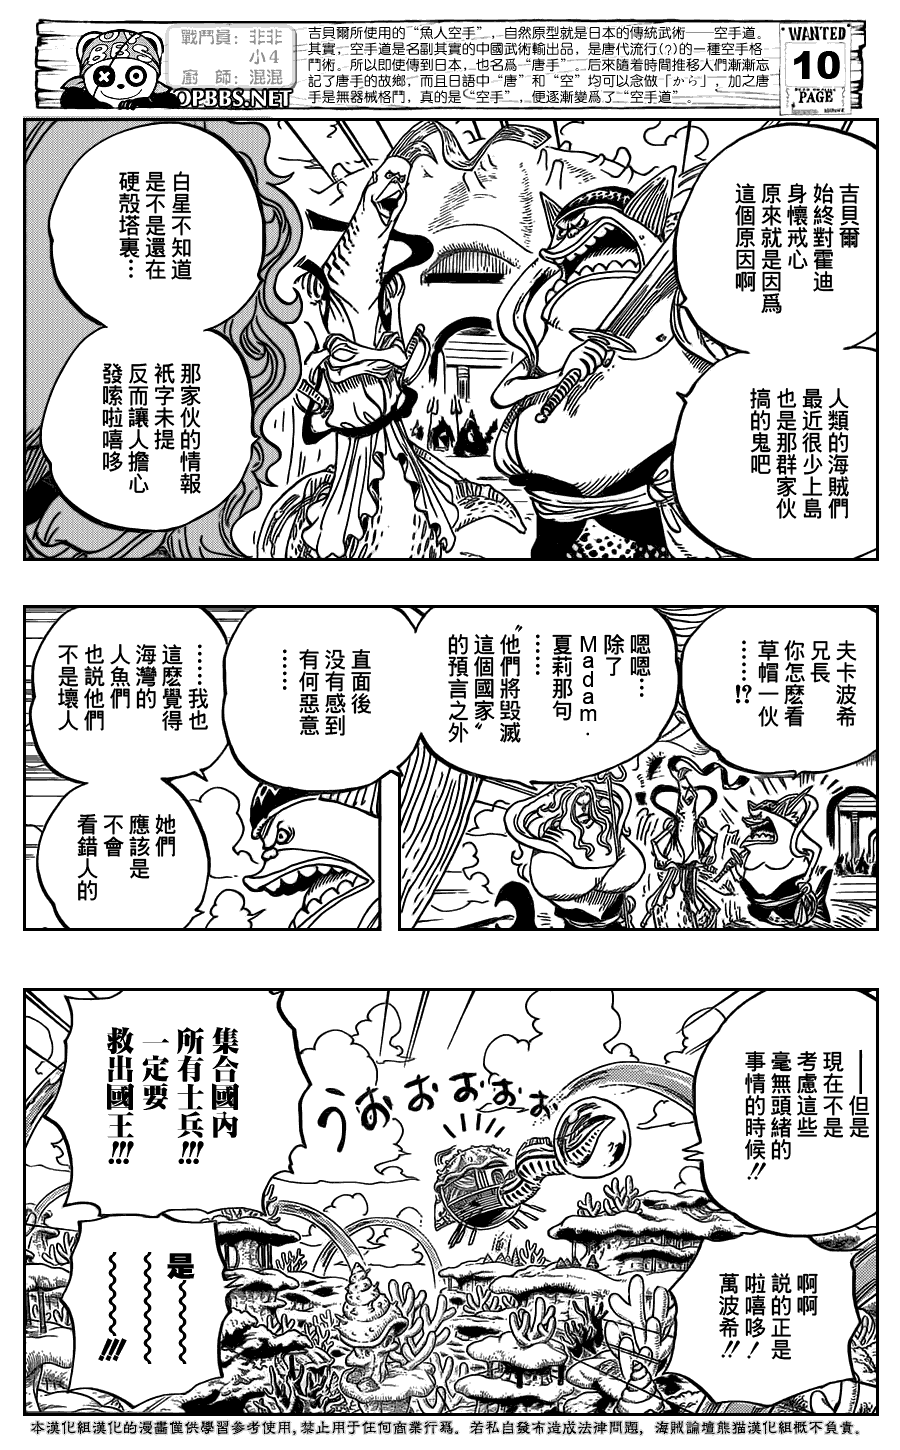 戰鬥員：非非
小4
廚　師：混混
OPBBS.NET
吉貝爾所使用的“魚人空手”，自然原型就是日本的傳統武術——空手道。
其實，空手道是名副其實的中國武術輸出品，是唐代流行(?)的一種空手格
鬥術。所以即使傳到日本，也名爲“唐手”。后來隨着時間推移人們漸漸忘
記了唐手的故鄉，而且日語中“唐”和“空”均可以念做「から」，加之唐
手是無器械格鬥，真的是“空手”，便逐漸變爲了“空手道”。
WANTED
10
PAGE
吉貝爾
始終對霍迪
身懷戒心
原來就是因爲
這個原因啊
人類的海賊們
最近很少上島
也是那群家伙
搞的鬼吧
白星不知道
是不是還在
硬殼塔裏…
那家伙的情報
衹字未提
反而讓人擔心
發嗦啦嘻哆
夫卡波希
兄長
你怎麽看
草帽一伙
……!?
嗯嗯…
除了
Madam.
夏莉那句
……
“他們將毀滅
這個國家”
的預言之外
直面後
没有感到
有何惡意
……
……我也
這麽覺得
海灣的
人魚們
也説他們
不是壞人
她們
應該是
不會
看錯人的
——但是
現在不是
考慮這些
毫無頭緒的
事情的時候!!
啊啊
説的正是
啦嘻哆!
萬波希!!
うおおおおぉぉ
集合國内
所有士兵!!!
一定要
救出國王!!!
是~~~~
~~~~~~
~~~~!!!
本漢化組漢化的漫畫僅供學習參考使用,禁止用于任何商業行爲。若私自發布造成法律問題，海賊論壇熊猫漢化組概不負責。